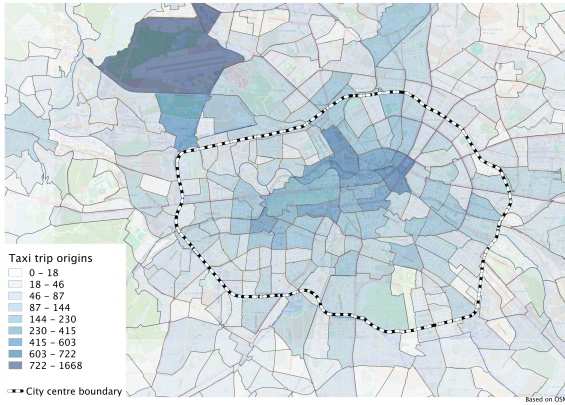 Taxi trip origins
0 – 18
18 – 46
46 – 87
87 – 144
144 – 230
230 – 415
415 – 603
603 – 722
722 – 1668
City centre boundary
Based on OSM